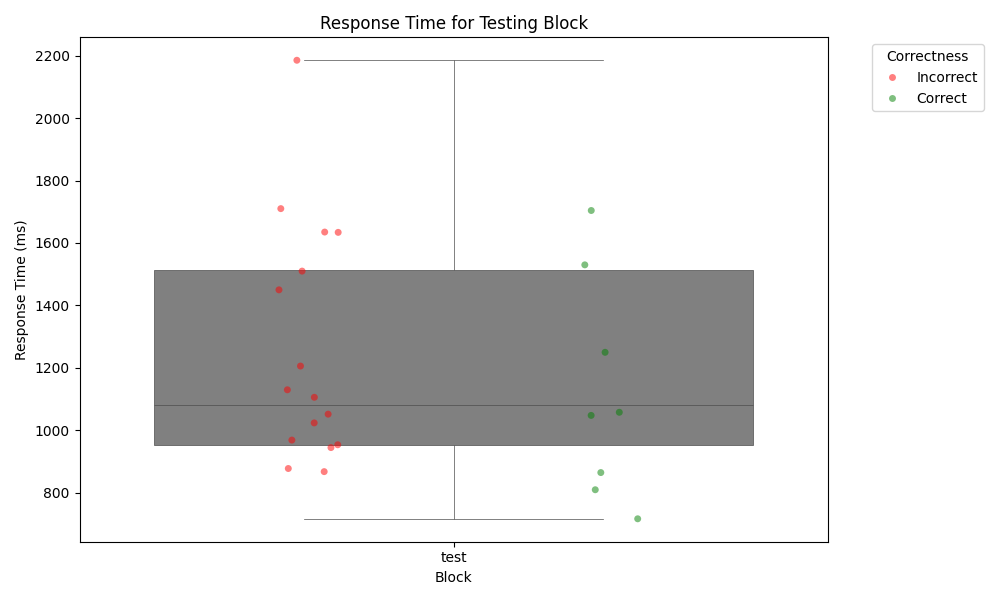 Response Time for Testing Block
Correctness
Incorrect
Correct
Response Time (ms)
2200
2000
1800
1600
1400
1200
1000
800
test
Block